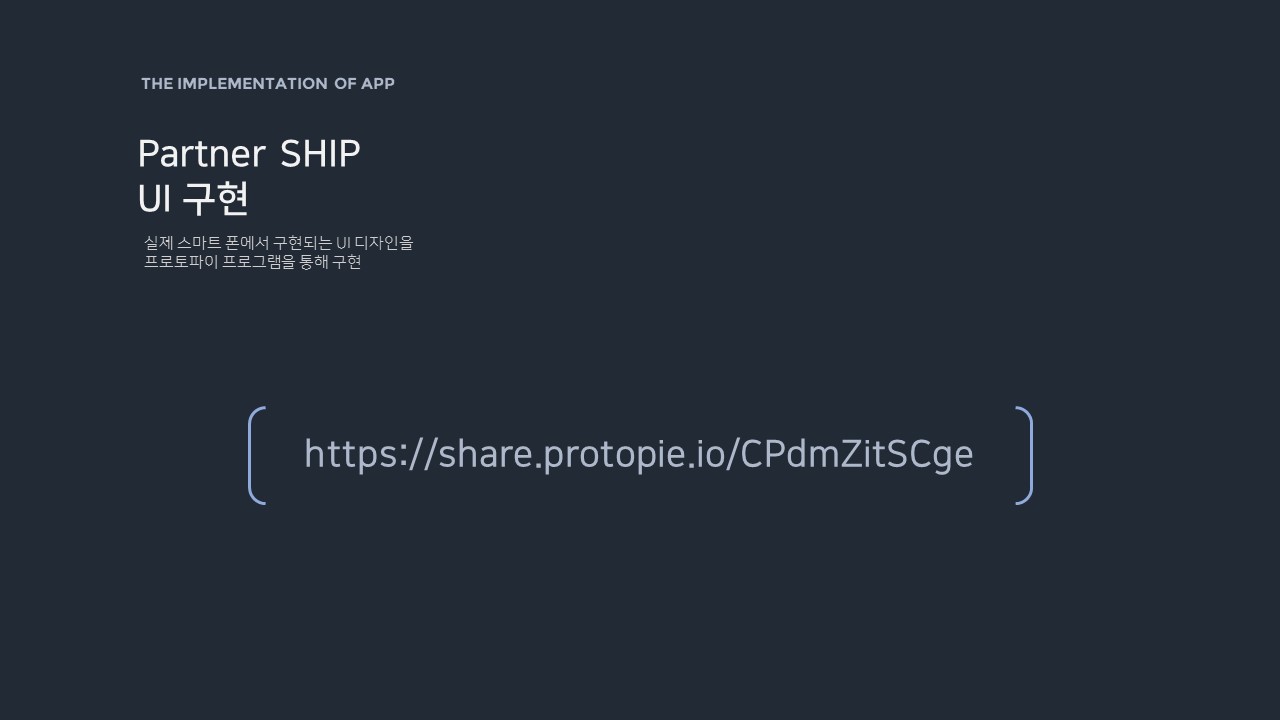 THE IMPLEMENTATION OF APP
Partner SHIP
UI 구현
실제 스마트 폰에서 구현되는 UI 디자인을
프로토파이 프로그램을 통해 구현
https://share.protopie.io/CPdmZitSCge